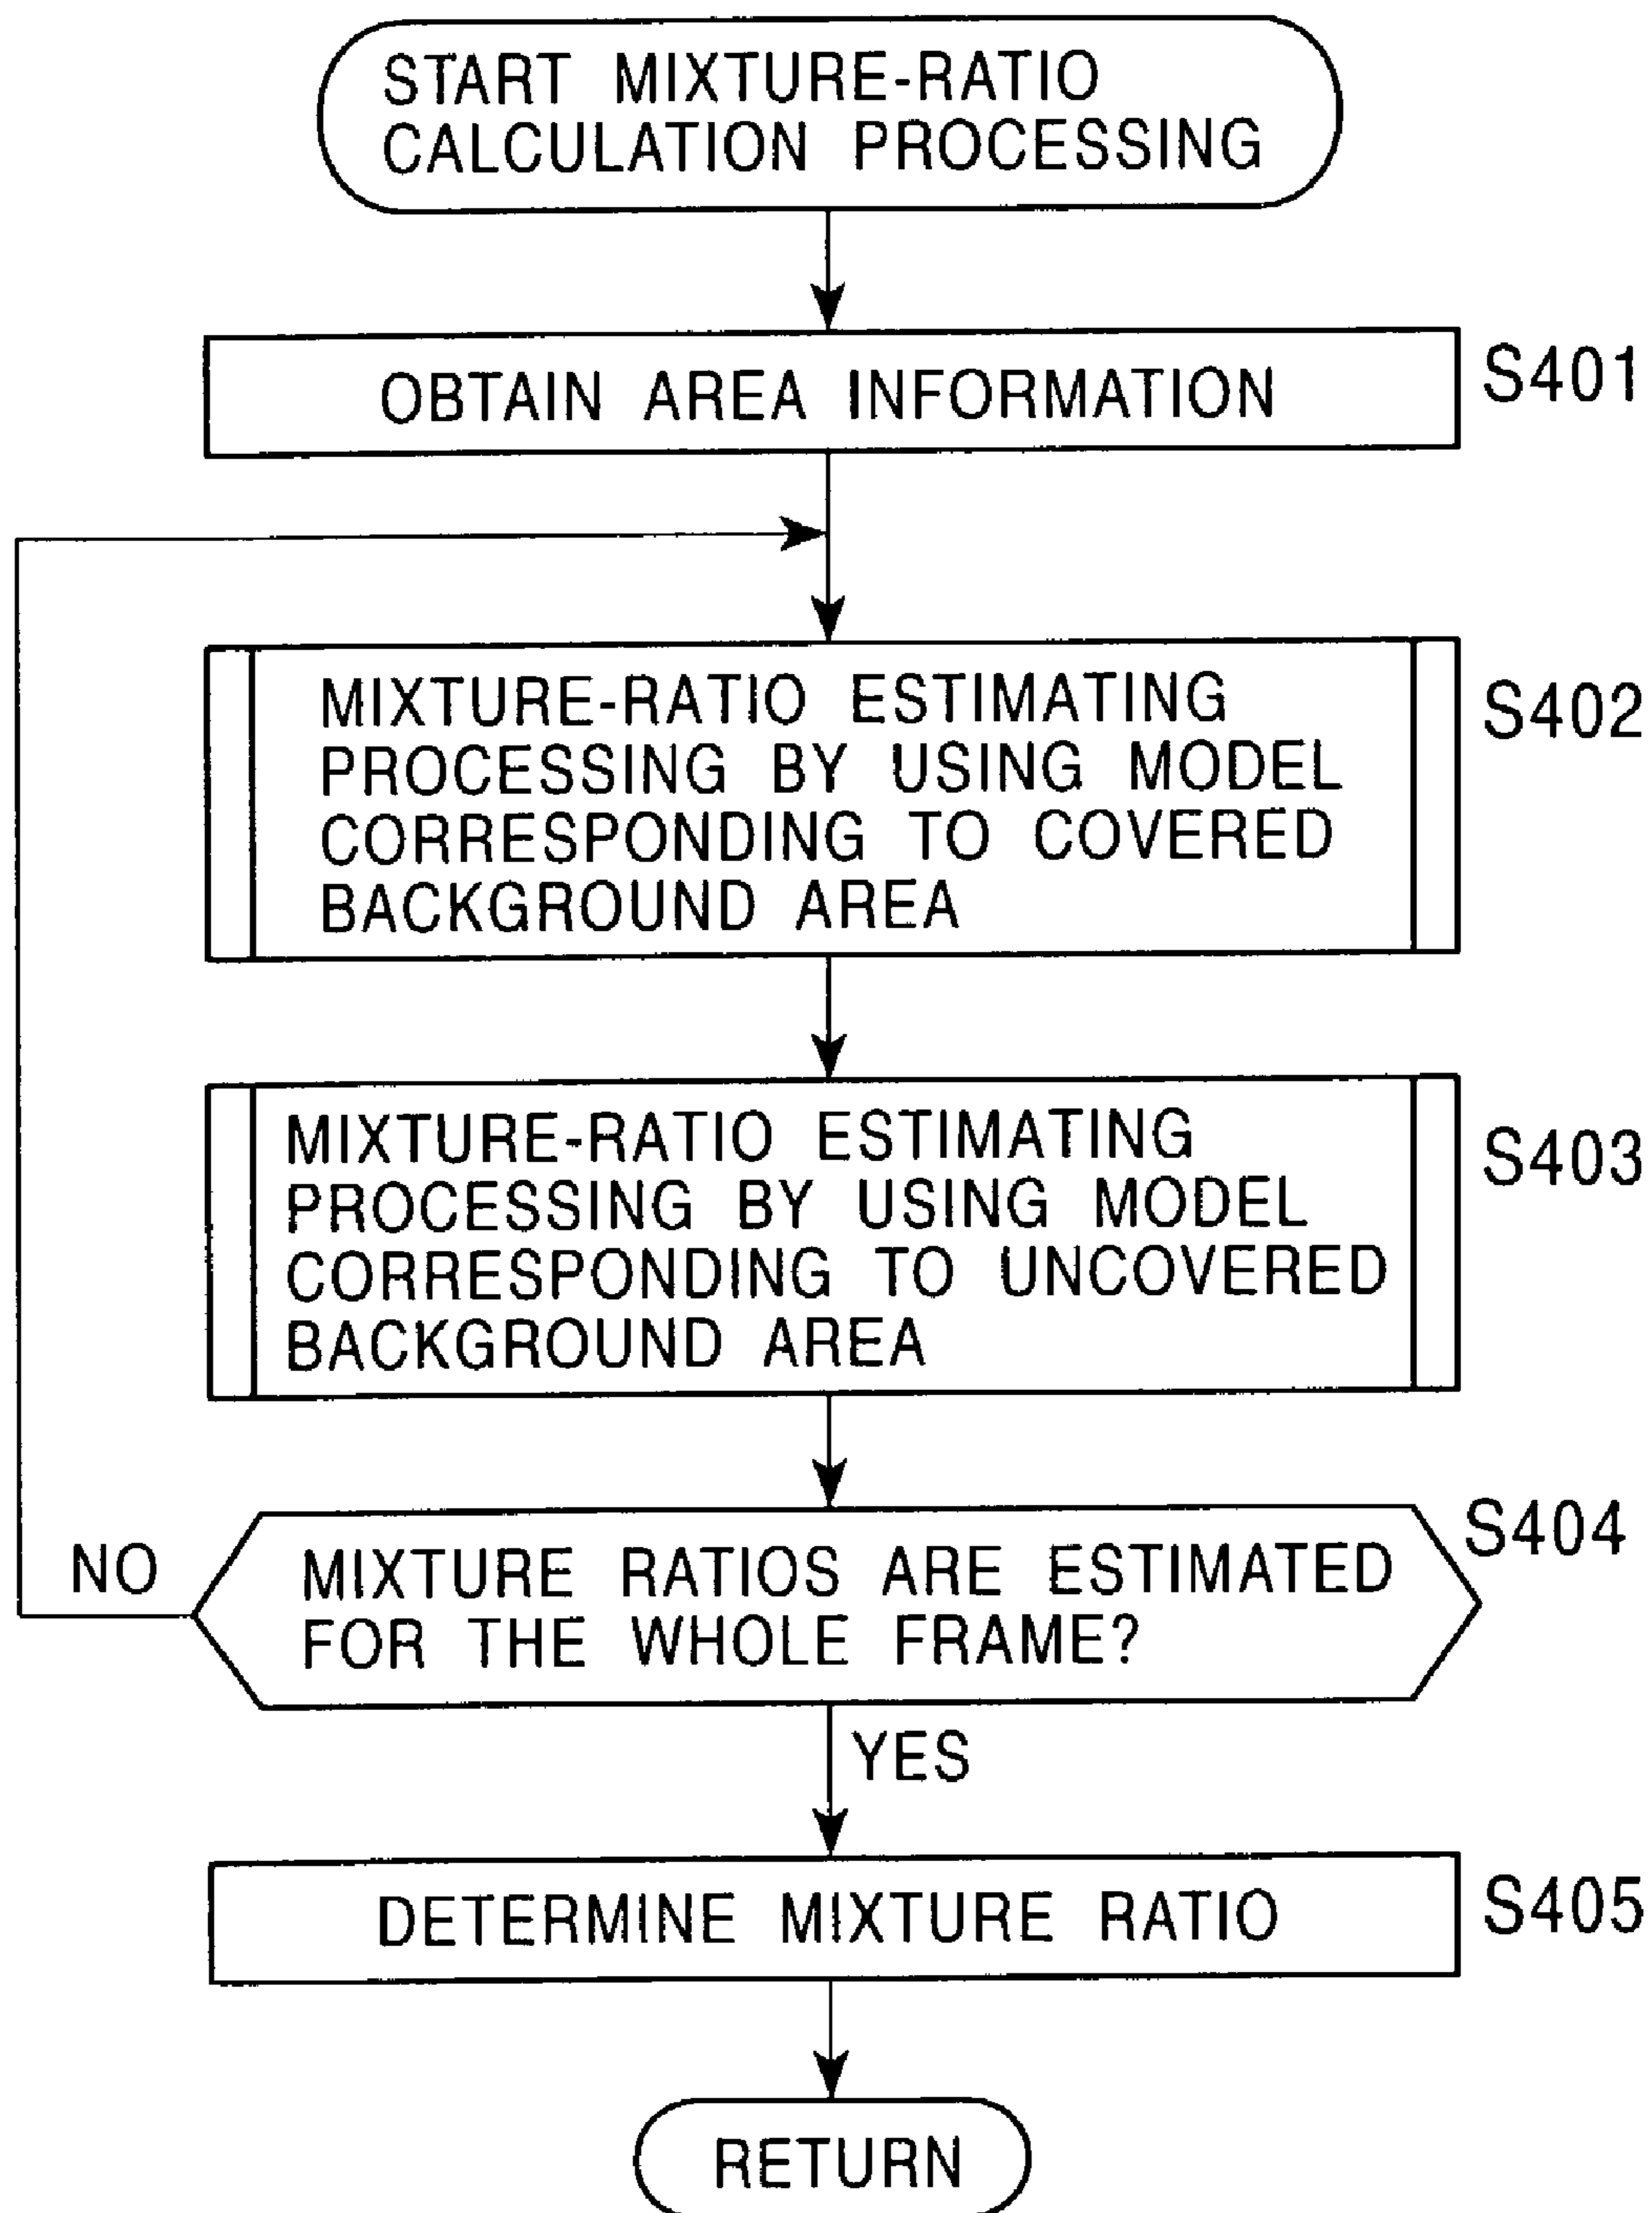 START MIXTURE-RATIO
CALCULATION PROCESSING
OBTAIN AREA INFORMATION
S401
MIXTURE-RATIO ESTIMATING
PROCESSING BY USING MODEL
CORRESPONDING TO COVERED
BACKGROUND AREA
S402
MIXTURE-RATIO ESTIMATING
PROCESSING BY USING MODEL
CORRESPONDING TO UNCOVERED
BACKGROUND AREA
S403
MIXTURE RATIOS ARE ESTIMATED
FOR THE WHOLE FRAME?
S404
NO
YES
DETERMINE MIXTURE RATIO
S405
RETURN